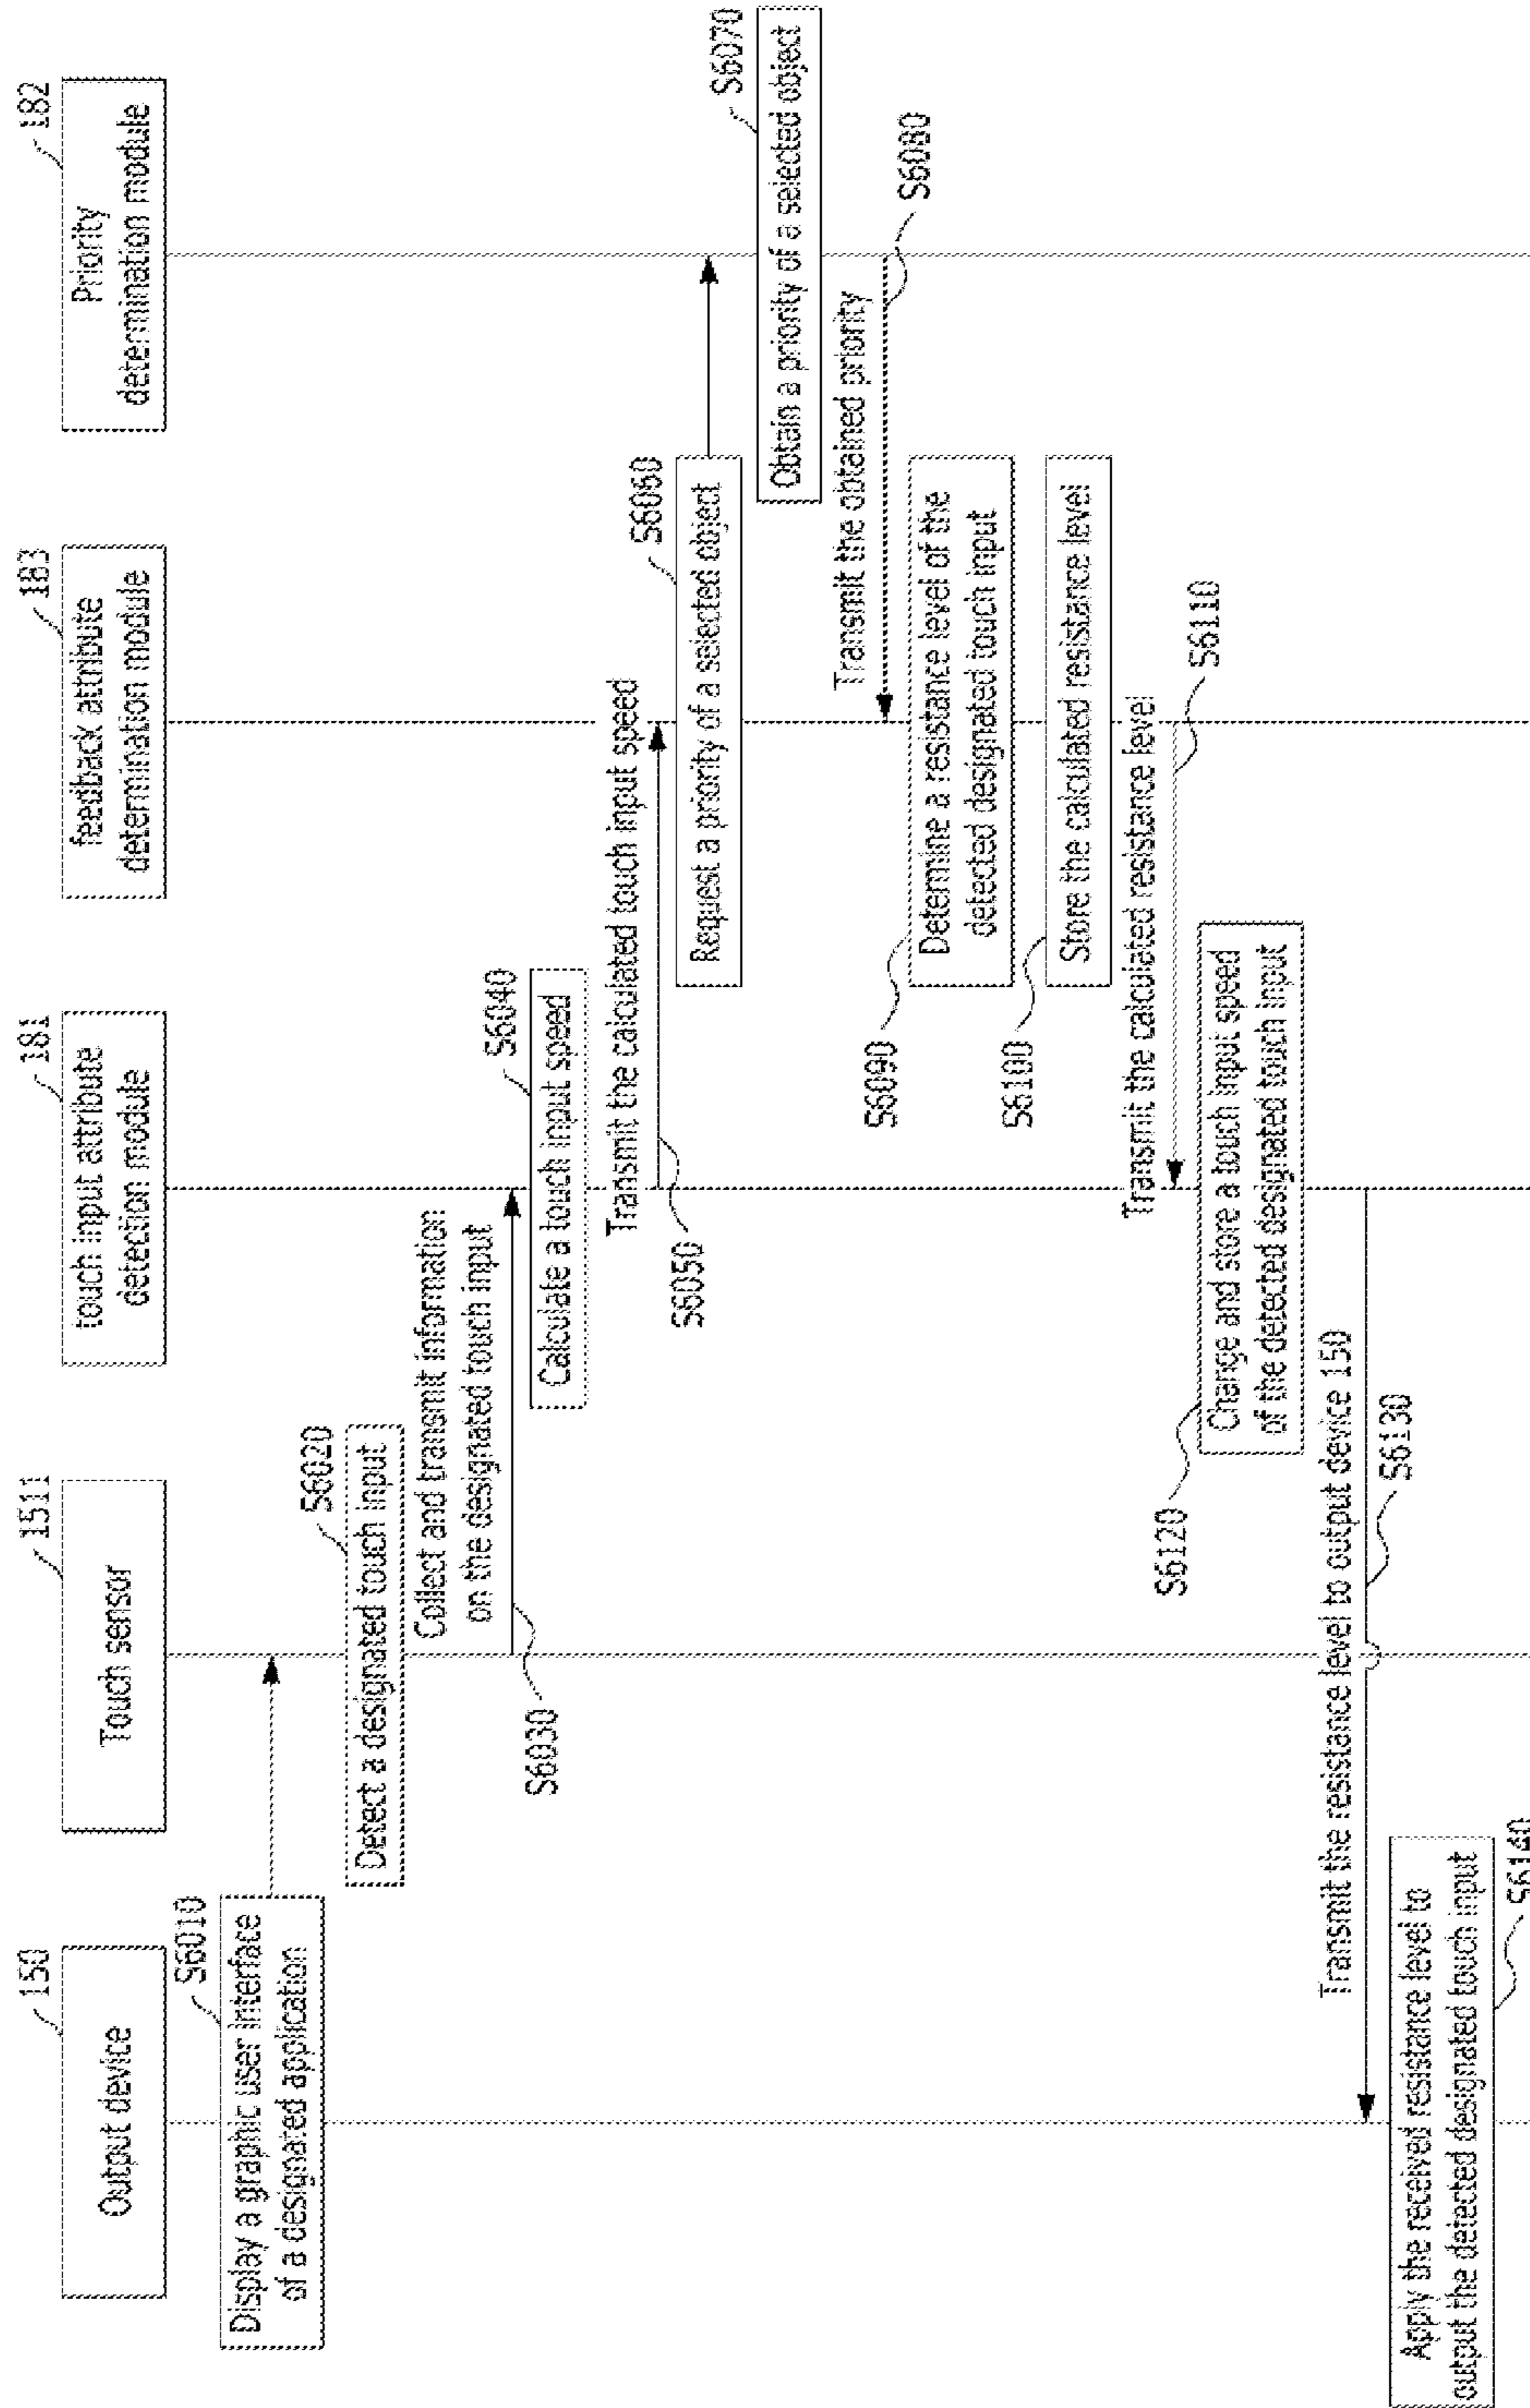 150
Output device
1511
Touch sensor
181
touch input attribute
detection module
183
feedback attribute
determination module
182
Priority
determination module
S6010
Display a graphic user interface
of a designated application
S6020
Detect a designated touch input
Collect and transmit information
on the designated touch input
S6030
S6040
Calculate a touch input speed
Transmit the calculated touch input speed
S6050
S6060
Request a priority of a selected object
S6070
Obtain a priority of a selected object
Transmit the obtained priority
S6080
S6090
Determine a resistance level of the
detected designated touch input
S6100
Store the calculated resistance level
Transmit the calculated resistance level
S6110
S6120
Change and store a touch input speed
of the detected designated touch input
Transmit the resistance level to output device 150
S6130
Apply the received resistance level to
output the detected designated touch input
S6140